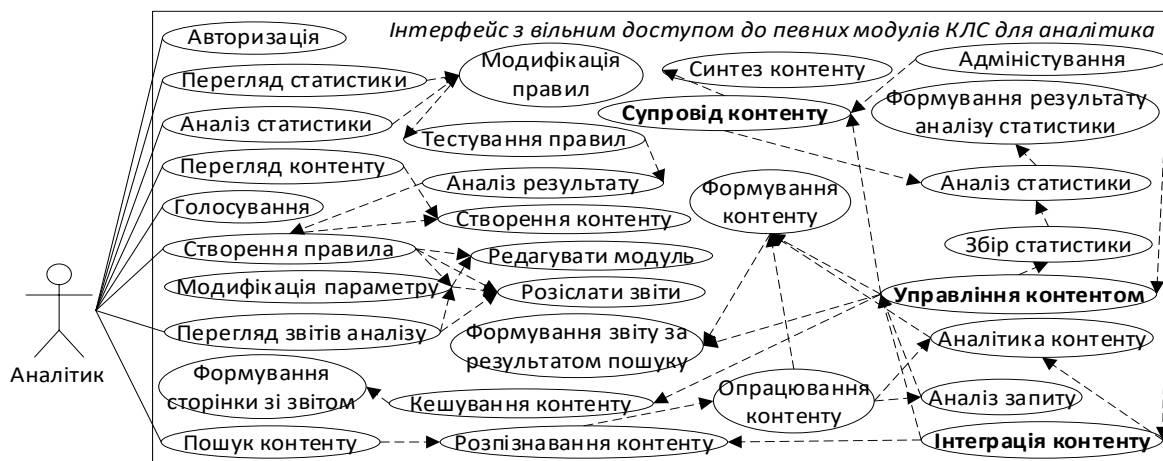 Інтерфейс з вільним доступом до певних модулів КЛС для аналітика
Авторизація
Перегляд статистики
Аналіз статистики
Перегляд контенту
Голосування
Створення правила
Модифікація параметру
Перегляд звітів аналізу
Формування
сторінки зі звітом
Пошук контенту
Аналітик
Модифікація
правил
Тестування правил
Аналіз результату
Створення контенту
Редагувати модуль
Розіслати звіти
Формування звіту за
результатом пошуку
Кешування контенту
Розпізнавання контенту
Синтез контенту
Супровід контенту
Формування
контенту
Опрацювання
контенту
Адміністування
Формування результату
аналізу статистики
Аналіз статистики
Збір статистики
Управління контентом
Аналітика контенту
Аналіз запиту
Інтеграція контенту